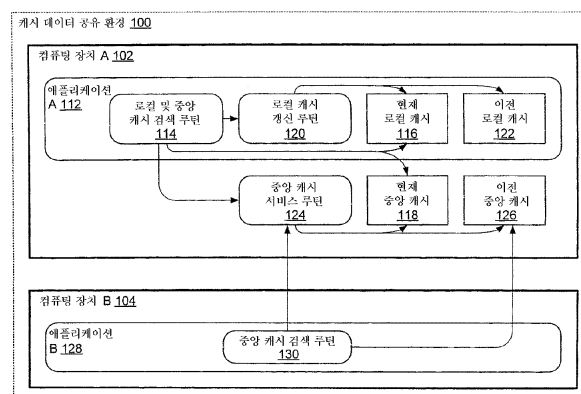 캐시 데이터 공유 환경 100
컴퓨팅 장치 A 102
애플리케이션
A 112
로컬 및 중앙
캐시 검색 루틴
114
로컬 캐시
갱신 루틴
120
현재
로컬 캐시
116
이전
로컬 캐시
122
중앙 캐시
서비스 루틴
124
현재
중앙 캐시
118
이전
중앙 캐시
126
컴퓨팅 장치 B 104
애플리케이션
B 128
중앙 캐시 검색 루틴
130